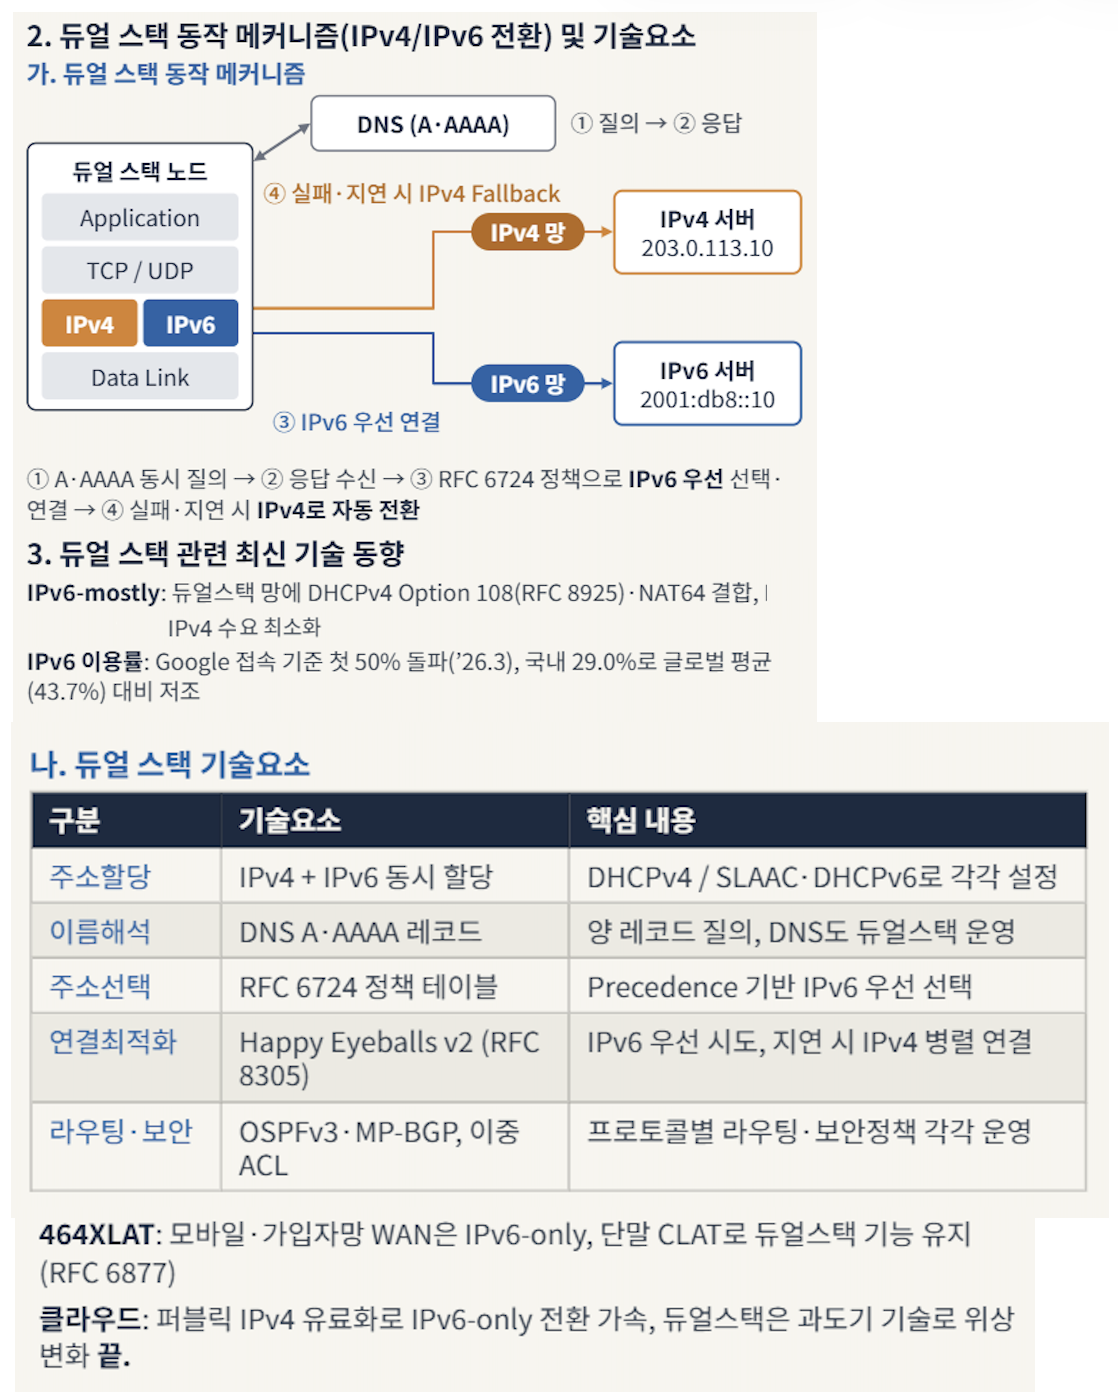 2. 듀얼 스택 동작 메커니즘(IPv4/IPv6 전환) 및 기술요소
가. 듀얼 스택 동작 메커니즘
DNS (A·AAAA)
① 질의 → ② 응답
듀얼 스택 노드
Application
TCP / UDP
IPv4
IPv6
Data Link
④ 실패·지연 시 IPv4 Fallback
IPv4 망
IPv4 서버
203.0.113.10
IPv6 망
IPv6 서버
2001:db8::10
③ IPv6 우선 연결
① A·AAAA 동시 질의 → ② 응답 수신 → ③ RFC 6724 정책으로 IPv6 우선 선택·
연결 → ④ 실패·지연 시 IPv4로 자동 전환
3. 듀얼 스택 관련 최신 기술 동향
IPv6-mostly: 듀얼스택 망에 DHCPv4 Option 108(RFC 8925)·NAT64 결합,
IPv4 수요 최소화
IPv6 이용률: Google 접속 기준 첫 50% 돌파(’26.3), 국내 29.0%로 글로벌 평균
(43.7%) 대비 저조
나. 듀얼 스택 기술요소
구분 기술요소 핵심 내용
주소할당 IPv4 + IPv6 동시 할당 DHCPv4 / SLAAC·DHCPv6로 각각 설정
이름해석 DNS A·AAAA 레코드 양 레코드 질의, DNS도 듀얼스택 운영
주소선택 RFC 6724 정책 테이블 Precedence 기반 IPv6 우선 선택
연결최적화 Happy Eyeballs v2 (RFC IPv6 우선 시도, 지연 시 IPv4 병렬 연결
8305)
라우팅·보안 OSPFv3·MP-BGP, 이중 프로토콜별 라우팅·보안정책 각각 운영
ACL
464XLAT: 모바일·가입자망 WAN은 IPv6-only, 단말 CLAT로 듀얼스택 기능 유지
(RFC 6877)
클라우드: 퍼블릭 IPv4 유료화로 IPv6-only 전환 가속, 듀얼스택은 과도기 기술로 위상
변화 끝.